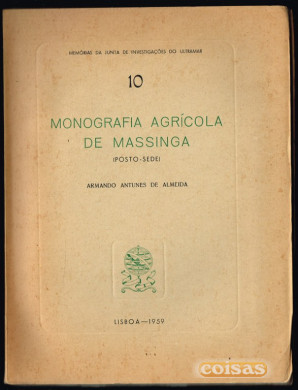 MEMÓRIAS DA JUNTA DE INVESTIGAÇÕES DO ULTRAMAR
10
MONOGRAFIA AGRÍCOLA
DE MASSINGA
(PÔSTO-SEDE)
ARMANDO ANTUNES DE ALMEIDA
LISBOA—1959
coisas